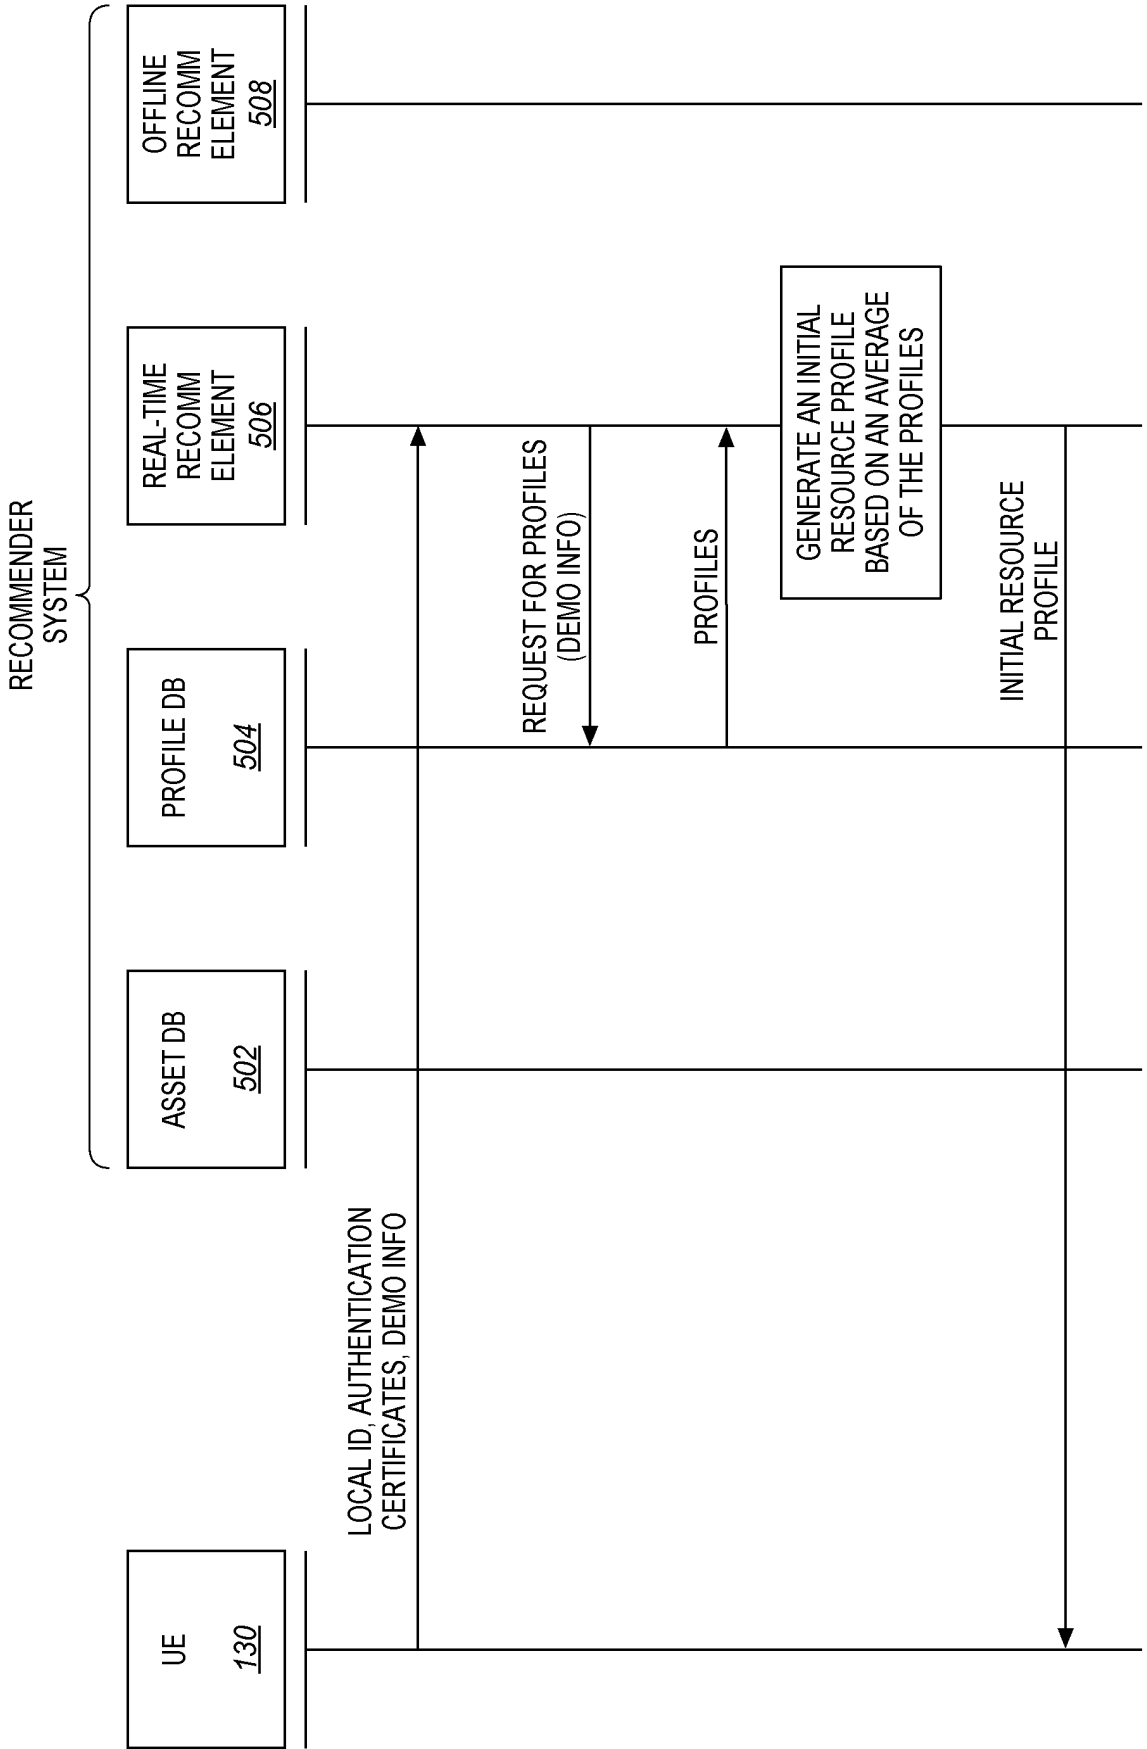 RECOMMENDER
SYSTEM
UE
130
ASSET DB
502
PROFILE DB
504
REAL-TIME
RECOMM
ELEMENT
506
OFFLINE
RECOMM
ELEMENT
508
LOCAL ID, AUTHENTICATION
CERTIFICATES, DEMO INFO
REQUEST FOR PROFILES
(DEMO INFO)
PROFILES
GENERATE AN INITIAL
RESOURCE PROFILE
BASED ON AN AVERAGE
OF THE PROFILES
INITIAL RESOURCE
PROFILE